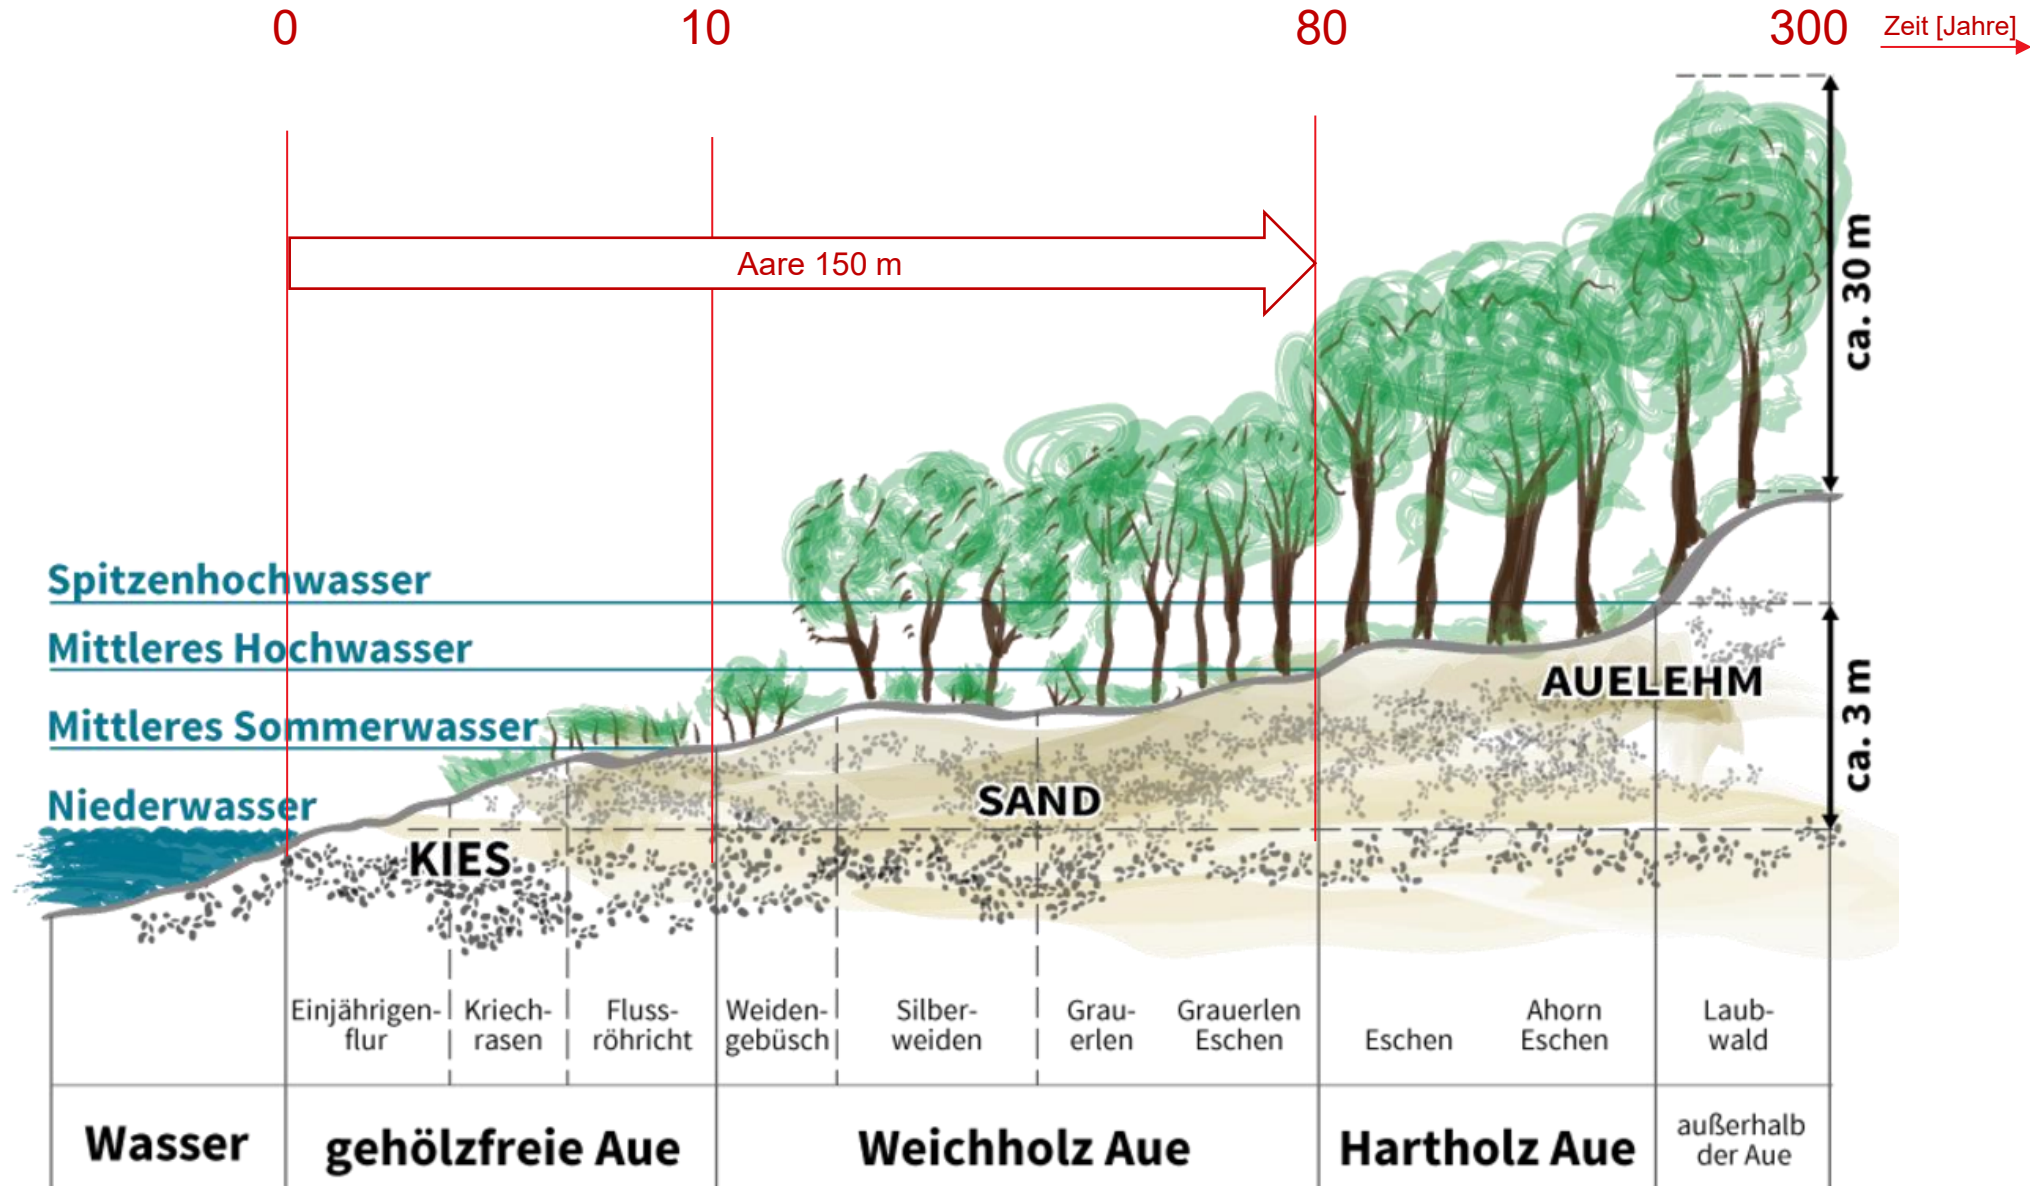 0
10
80
300
Zeit [Jahre]
Aare 150 m
ca. 30 m
Spitzenhochwasser
Mittleres Hochwasser
Mittleres Sommerwasser
Niederwasser
AUELEHM
SAND
KIES
ca. 3 m
Einjährigen-
flur
Kriech-
rasen
Fluss-
röhricht
Weiden-
gebüsch
Silber-
weiden
Grau-
erlen
Grauerlen
Eschen
Eschen
Ahorn
Eschen
Laub-
wald
Wasser
gehölzfreie Aue
Weichholz Aue
Hartholz Aue
außerhalb
der Aue